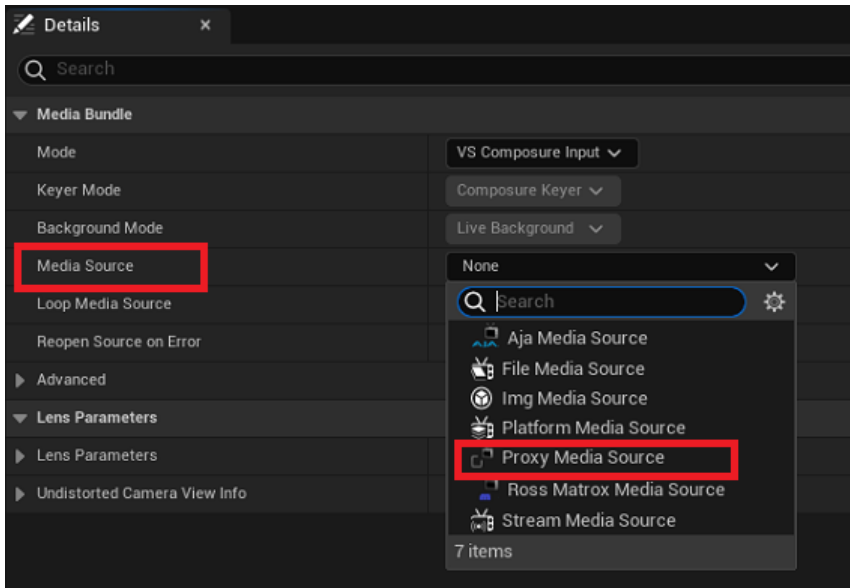 Details ×
Search
Media Bundle
Mode VS Composure Input
Keyer Mode Composure Keyer
Background Mode Live Background
Media Source None
Loop Media Source Search
Reopen Source on Error Aja Media Source
File Media Source
Advanced Img Media Source
Lens Parameters Platform Media Source
Lens Parameters Proxy Media Source
Undistorted Camera View Info Ross Matrox Media Source
Stream Media Source
7 items